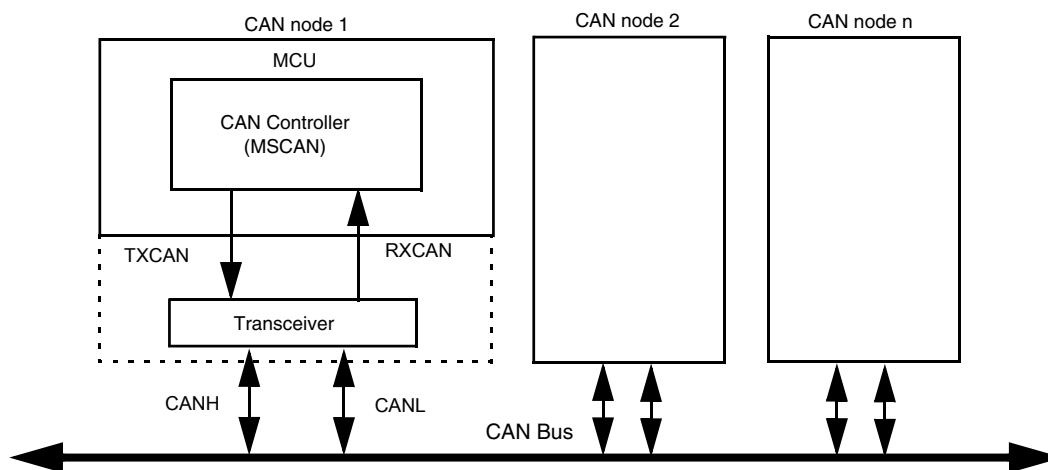 CAN node 1
CAN node 2
CAN node n
MCU
CAN Controller
(MSCAN)
TXCAN
RXCAN
Transceiver
CANH
CANL
CAN Bus